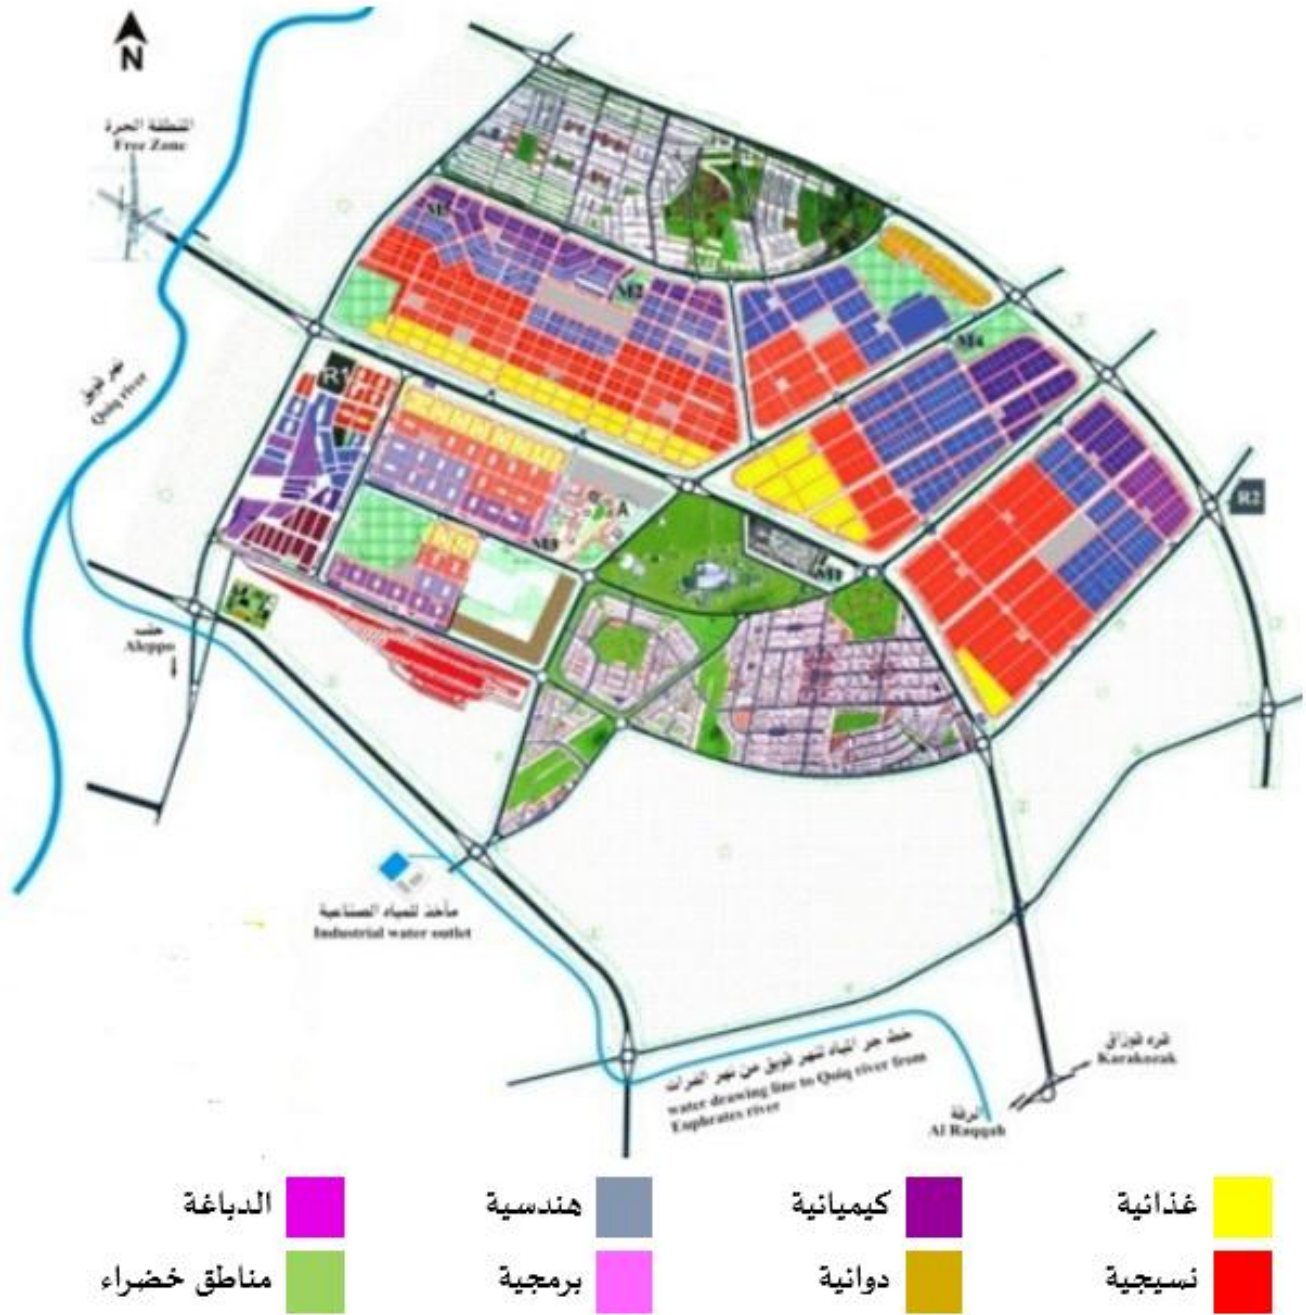 N
المنطقة الحرة
Free Zone
M2
M4
R1
نهر قويق
Quiq river
R2
A
حلب
Aleppo
مأخذ للمياه الصناعية
Industrial water outlet
خط جر المياه لنهر قويق من نهر الفرات
water drawing line to Quiq river from
Euphrates river
قره قوزاق
Karakozak
الرقة
Al Raqqah
غذائية
كيميائية
هندسية
الدباغة
نسيجية
دوائية
برمجية
مناطق خضراء